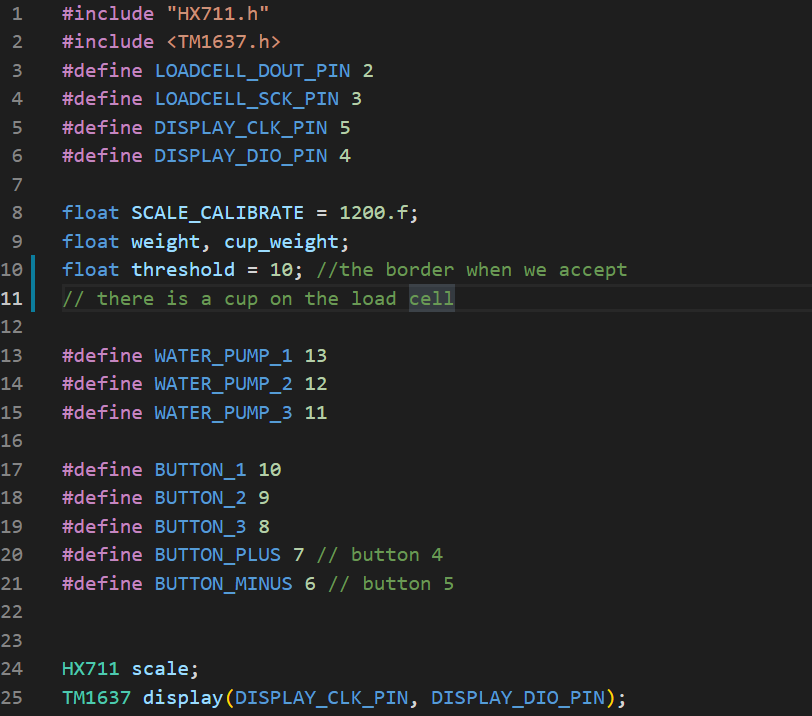 1 #include "HX711.h"
2 #include <TM1637.h>
3 #define LOADCELL_DOUT_PIN 2
4 #define LOADCELL_SCK_PIN 3
5 #define DISPLAY_CLK_PIN 5
6 #define DISPLAY_DIO_PIN 4
7
8 float SCALE_CALIBRATE = 1200.f;
9 float weight, cup_weight;
10 float threshold = 10; //the border when we accept
11 // there is a cup on the load cell
12
13 #define WATER_PUMP_1 13
14 #define WATER_PUMP_2 12
15 #define WATER_PUMP_3 11
16
17 #define BUTTON_1 10
18 #define BUTTON_2 9
19 #define BUTTON_3 8
20 #define BUTTON_PLUS 7 // button 4
21 #define BUTTON_MINUS 6 // button 5
22
23
24 HX711 scale;
25 TM1637 display(DISPLAY_CLK_PIN, DISPLAY_DIO_PIN);